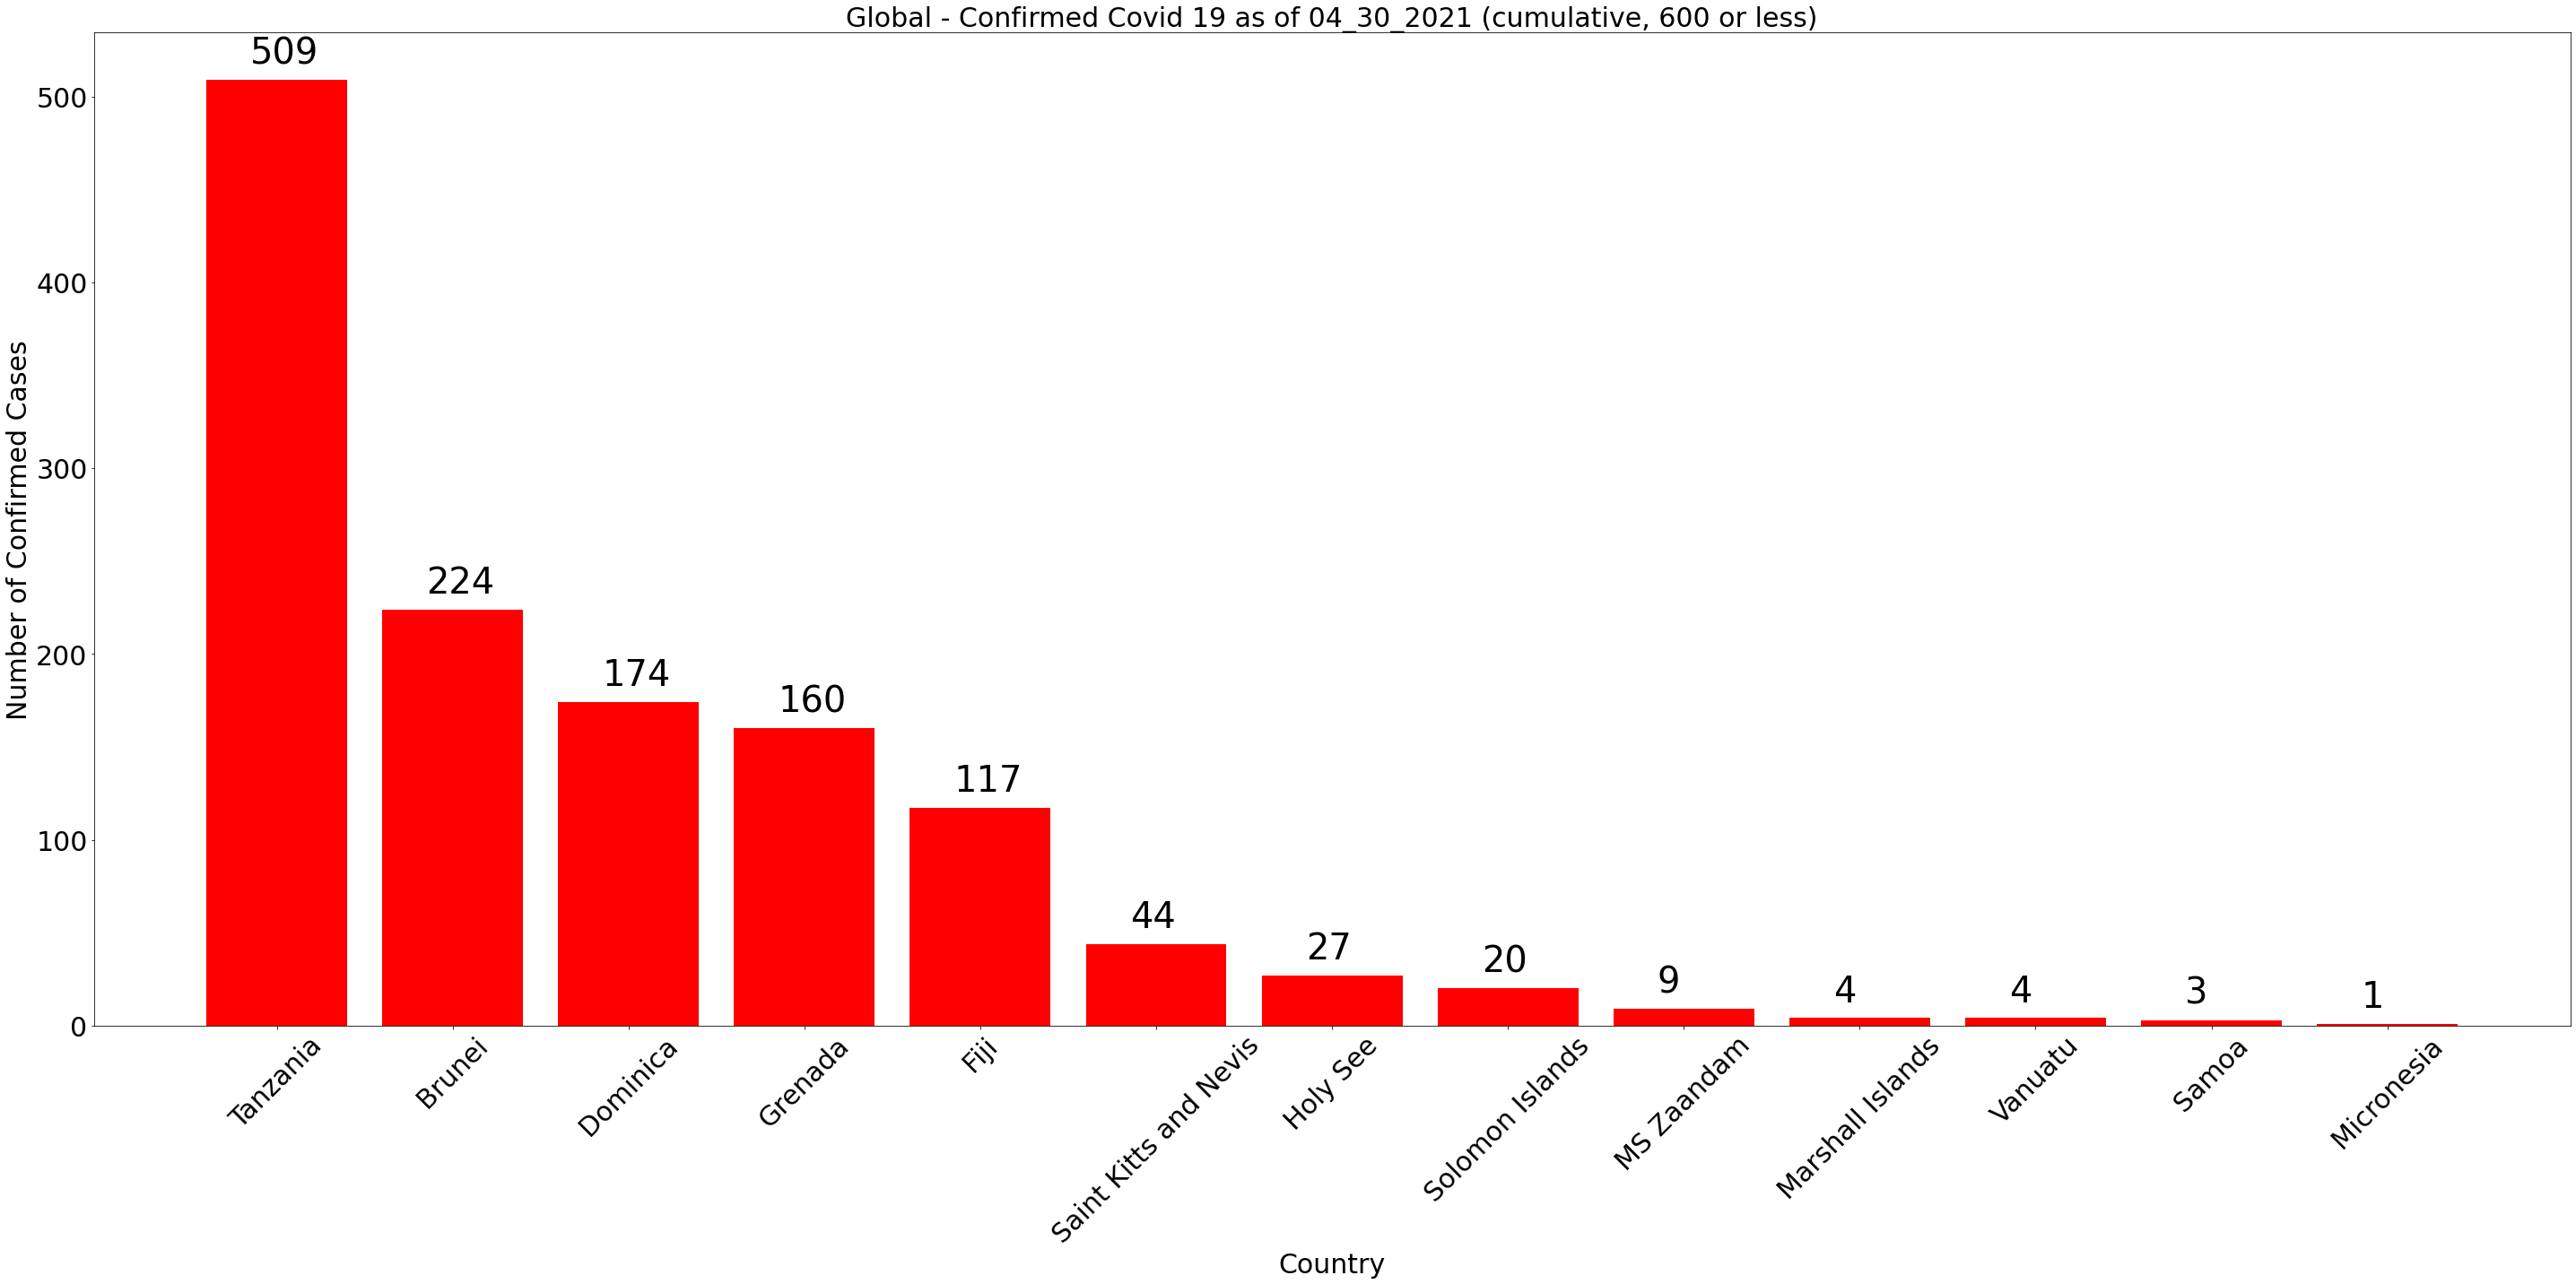 Global - Confirmed Covid 19 as of 04_30_2021 (cumulative, 600 or less)
Number of Confirmed Cases
500
400
300
200
100
0
509
224
174
160
117
44
27
20
9
4
4
3
1
Tanzania
Brunei
Dominica
Grenada
Fiji
Saint Kitts and Nevis
Holy See
Solomon Islands
MS Zaandam
Marshall Islands
Vanuatu
Samoa
Micronesia
Country